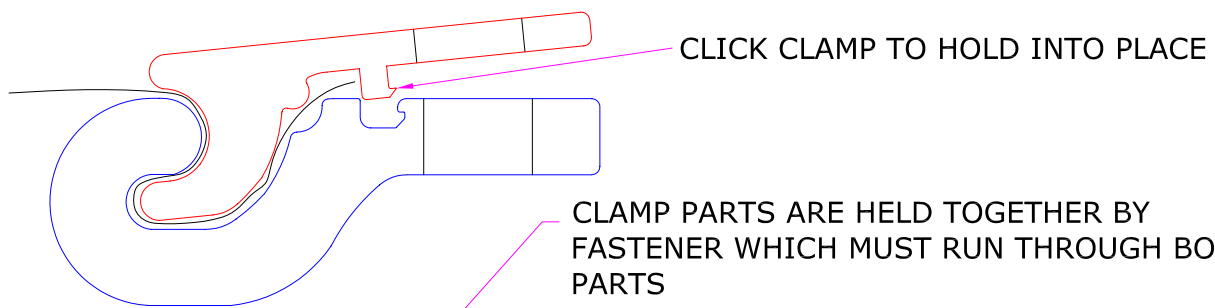 CLICK CLAMP TO HOLD INTO PLACE
CLAMP PARTS ARE HELD TOGETHER BY
FASTENER WHICH MUST RUN THROUGH BO
PARTS